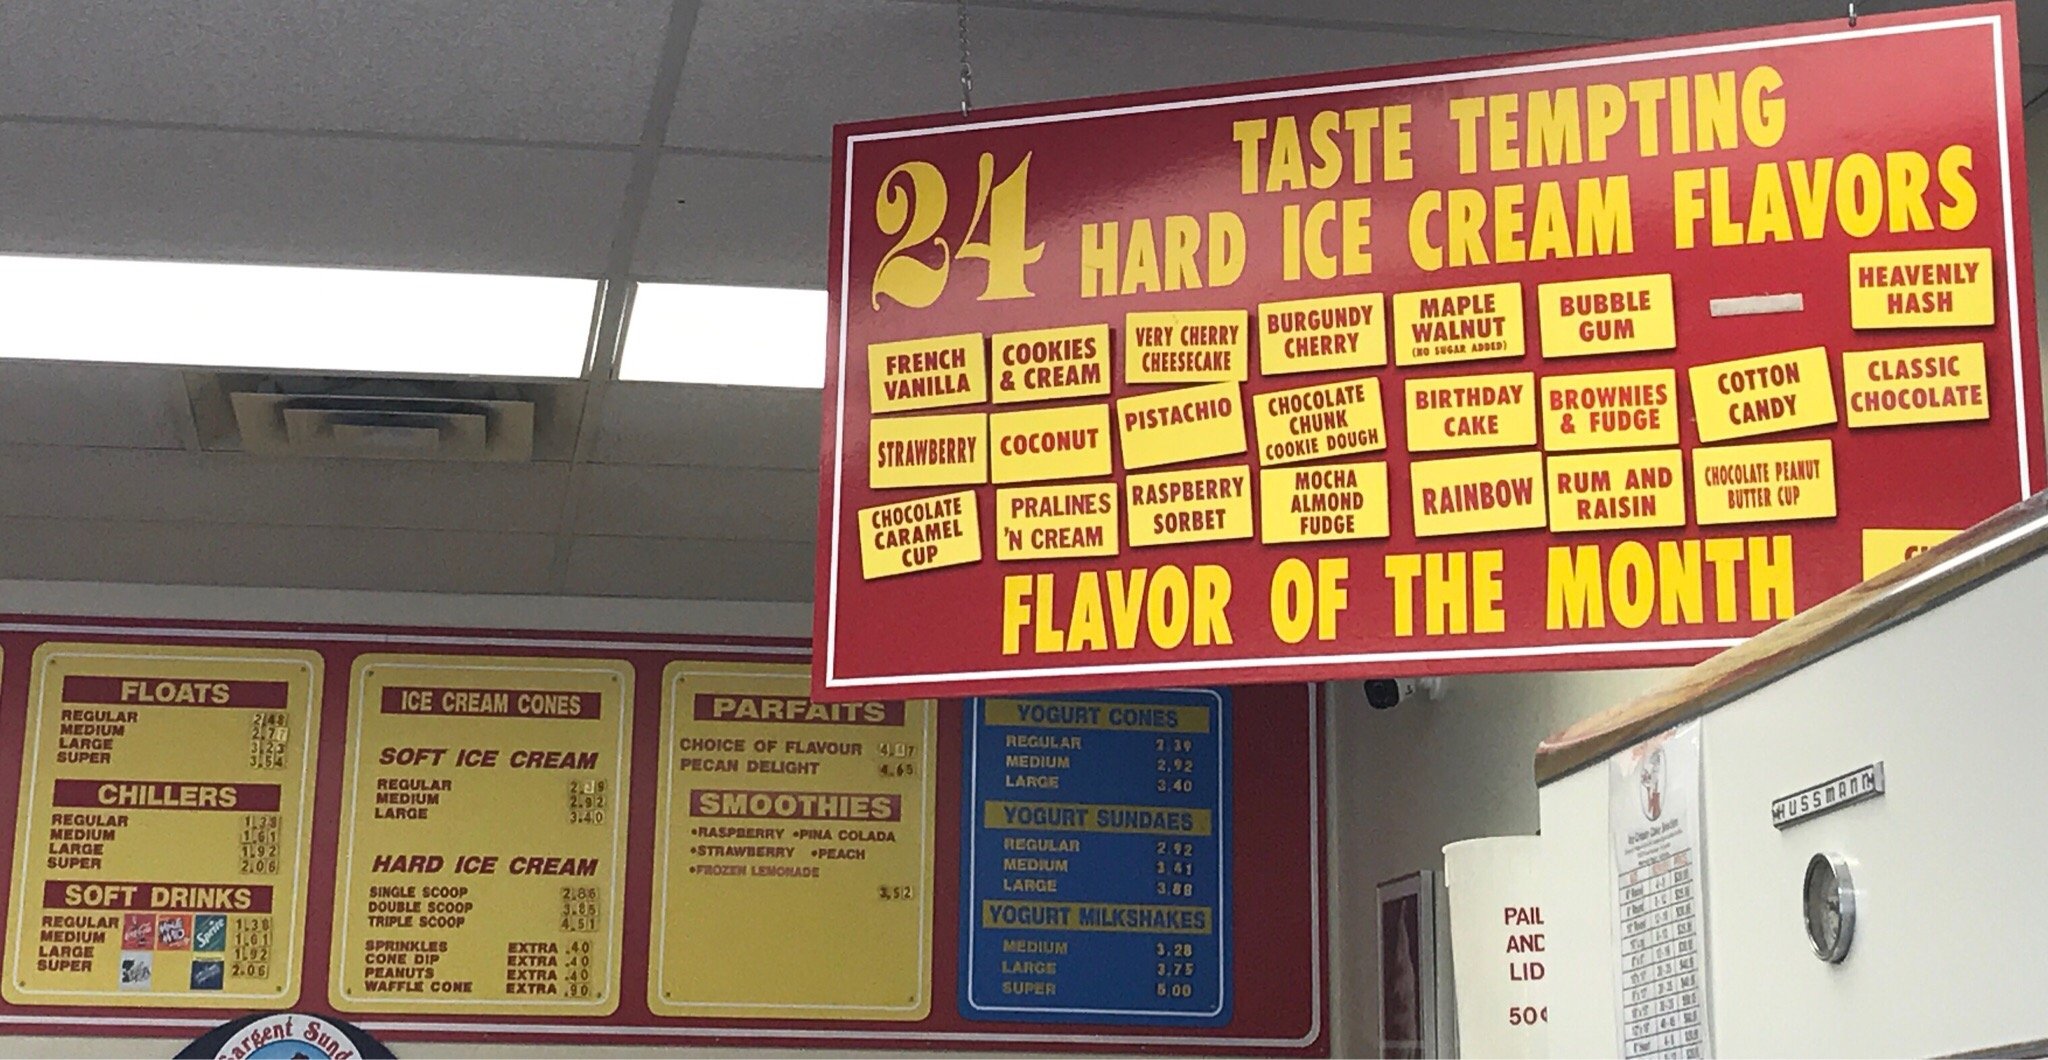 24
TASTE TEMPTING
HARD ICE CREAM FLAVORS
FRENCH
VANILLA
COOKIES
& CREAM
VERY CHERRY
CHEESECAKE
BURGUNDY
CHERRY
MAPLE
WALNUT
(NO SUGAR ADDED)
BUBBLE
GUM
HEAVENLY
HASH
STRAWBERRY
COCONUT
PISTACHIO
CHOCOLATE
CHUNK
COOKIE DOUGH
BIRTHDAY
CAKE
BROWNIES
& FUDGE
COTTON
CANDY
CLASSIC
CHOCOLATE
CHOCOLATE
CARAMEL
CUP
PRALINES
'N CREAM
RASPBERRY
SORBET
MOCHA
ALMOND
FUDGE
RAINBOW
RUM AND
RAISIN
CHOCOLATE PEANUT
BUTTER CUP
FLAVOR OF THE MONTH
FLOATS
REGULAR 2.48
MEDIUM 2.77
LARGE 3.23
SUPER 3.54
CHILLERS
REGULAR 1.38
MEDIUM 1.61
LARGE 1.92
SUPER 2.06
SOFT DRINKS
REGULAR 1.38
MEDIUM 1.61
LARGE 1.92
SUPER 2.06
Sprite
ICE CREAM CONES
SOFT ICE CREAM
REGULAR
MEDIUM 2.92
LARGE 3.40
HARD ICE CREAM
SINGLE SCOOP 2.86
DOUBLE SCOOP 3.85
TRIPLE SCOOP 4.51
SPRINKLES EXTRA .40
CONE DIP EXTRA .40
PEANUTS EXTRA .40
WAFFLE CONE EXTRA .90
PARFAITS
CHOICE OF FLAVOUR
PECAN DELIGHT 4.65
SMOOTHIES
•RASPBERRY •PINA COLADA
•STRAWBERRY •PEACH
•FROZEN LEMONADE
3.52
YOGURT CONES
REGULAR 2.39
MEDIUM 2.92
LARGE 3.40
YOGURT SUNDAES
REGULAR 2.92
MEDIUM 3.41
LARGE 3.88
YOGURT MILKSHAKES
MEDIUM 3.28
LARGE 3.75
SUPER 5.00
HUSSMANN
PAIL
AND
LID
50¢